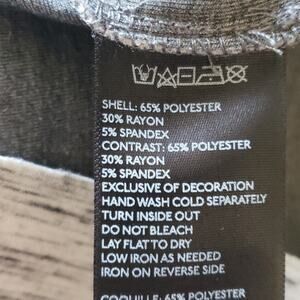 SHELL: 65% POLYESTER
30% RAYON
5% SPANDEX
CONTRAST: 65% POLYESTER
30% RAYON
5% SPANDEX
EXCLUSIVE OF DECORATION
HAND WASH COLD SEPARATELY
TURN INSIDE OUT
DO NOT BLEACH
LAY FLAT TO DRY
LOW IRON AS NEEDED
IRON ON REVERSE SIDE
COQUILLE: 65% POLYESTER